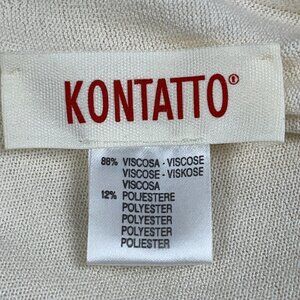 KONTATTO®
88% VISCOSA - VISCOSE
VISCOSE - VISKOSE
VISCOSA
12% POLIESTERE
POLYESTER
POLYESTER
POLYESTER
POLIESTER